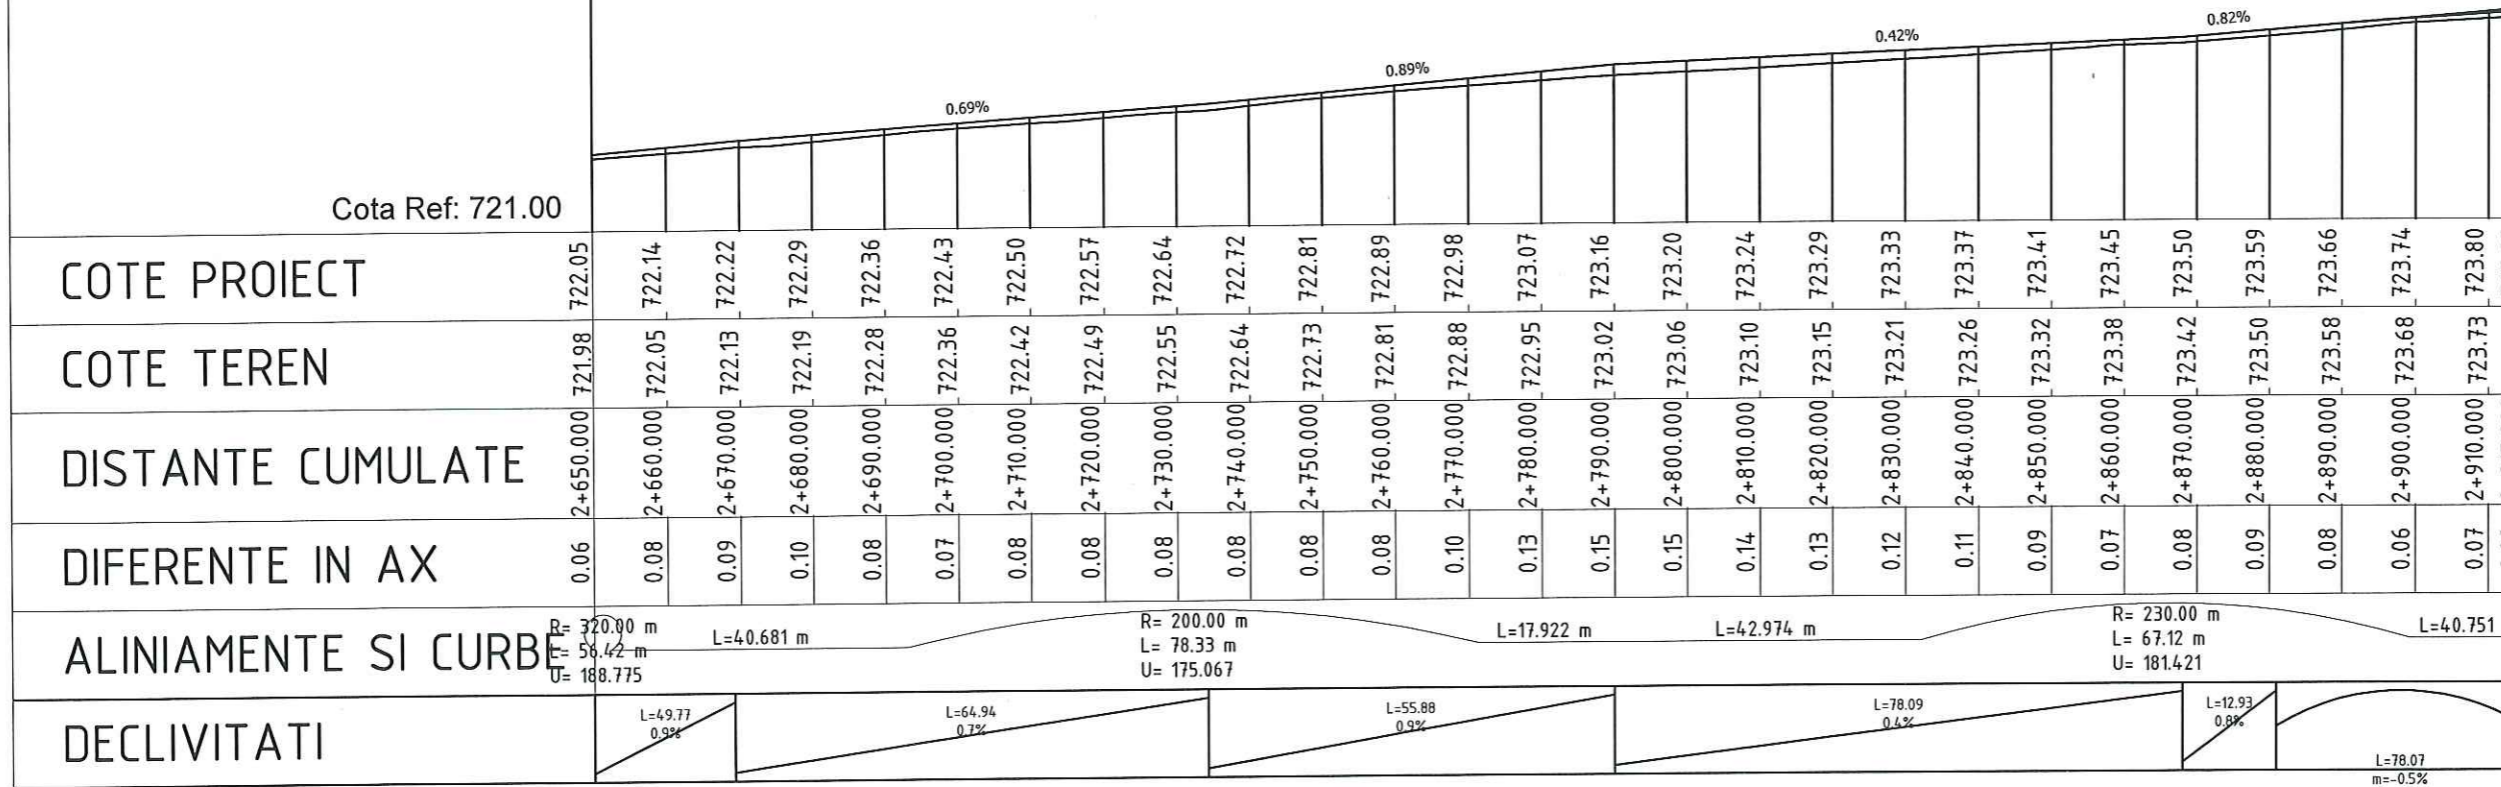 0.69%
0.89%
0.42%
0.82%
Cota Ref: 721.00
COTE PROIECT 722.05 722.14 722.22 722.29 722.36 722.43 722.50 722.57 722.64 722.72 722.81 722.89 722.98 723.07 723.16 723.20 723.24 723.29 723.33 723.37 723.41 723.45 723.50 723.59 723.66 723.74 723.80
COTE TEREN 721.98 722.05 722.13 722.19 722.28 722.36 722.42 722.49 722.55 722.64 722.73 722.81 722.88 722.95 723.02 723.06 723.10 723.15 723.21 723.26 723.32 723.38 723.42 723.50 723.58 723.68 723.73
DISTANTE CUMULATE 2+650.000 2+660.000 2+670.000 2+680.000 2+690.000 2+700.000 2+710.000 2+720.000 2+730.000 2+740.000 2+750.000 2+760.000 2+770.000 2+780.000 2+790.000 2+800.000 2+810.000 2+820.000 2+830.000 2+840.000 2+850.000 2+860.000 2+870.000 2+880.000 2+890.000 2+900.000 2+910.000
DIFERENTE IN AX 0.06 0.08 0.09 0.10 0.08 0.07 0.08 0.08 0.08 0.08 0.08 0.08 0.10 0.13 0.15 0.15 0.14 0.13 0.12 0.11 0.09 0.07 0.08 0.09 0.08 0.06 0.07
ALINIAMENTE SI CURBE
R= 320.00 m
L= 56.42 m
U= 188.775
L=40.681 m
R= 200.00 m
L= 78.33 m
U= 175.067
L=17.922 m
L=42.974 m
R= 230.00 m
L= 67.12 m
U= 181.421
L=40.751
DECLIVITATI
L=49.77
0.9%
L=64.94
0.7%
L=55.88
0.9%
L=78.09
0.4%
L=12.93
0.8%
L=78.07
m=-0.5%